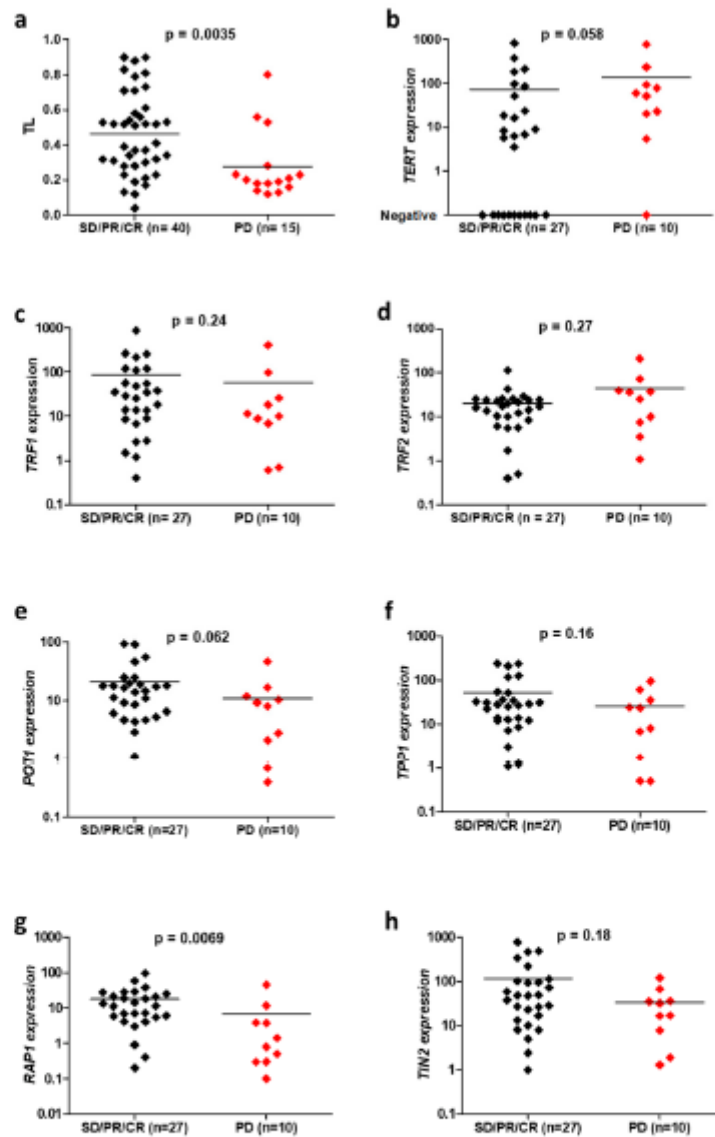 a
p = 0.0035
1.0
0.8
0.6
0.4
0.2
0.0
TL
SD/PR/CR (n= 40)
PD (n= 15)
b
p = 0.058
1000
100
10
1
Negative
TERT expression
SD/PR/CR (n= 27)
PD (n= 10)
c
p = 0.24
1000
100
10
1
0.1
TRF1 expression
SD/PR/CR (n= 27)
PD (n= 10)
d
p = 0.27
1000
100
10
1
0.1
TRF2 expression
SD/PR/CR (n = 27)
PD (n= 10)
e
p = 0.062
100
10
1
0.1
POT1 expression
SD/PR/CR (n=27)
PD (n=10)
f
p = 0.16
1000
100
10
1
0.1
TPP1 expression
SD/PR/CR (n=27)
PD (n=10)
g
p = 0.0069
1000
100
10
1
0.1
0.01
RAP1 expression
SD/PR/CR (n=27)
PD (n=10)
h
p = 0.18
1000
100
10
1
0.1
TIN2 expression
SD/PR/CR (n=27)
PD (n=10)